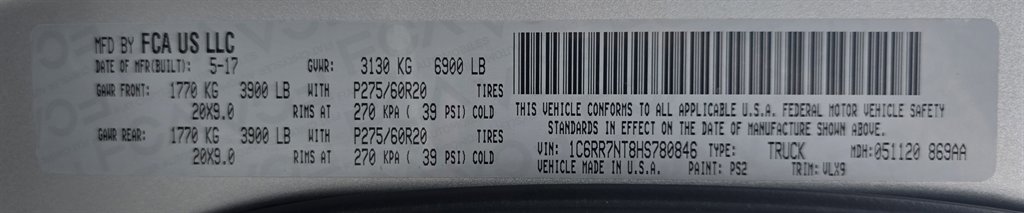 MFD BY FCA US LLC
DATE OF MFR(BUILT): 5-17 GVWR: 3130 KG 6900 LB
GAWR FRONT: 1770 KG 3900 LB WITH P275/60R20 TIRES
20X9.0 RIMS AT 270 KPA ( 39 PSI) COLD
GAWR REAR: 1770 KG 3900 LB WITH P275/60R20 TIRES
20X9.0 RIMS AT 270 KPA ( 39 PSI) COLD
THIS VEHICLE CONFORMS TO ALL APPLICABLE U.S.A. FEDERAL MOTOR VEHICLE SAFETY
STANDARDS IN EFFECT ON THE DATE OF MANUFACTURE SHOWN ABOVE.
VIN: 1C6RR7NT8HS780846 TYPE: TRUCK MDH:051120 869AA
VEHICLE MADE IN U.S.A. PAINT: PS2 TRIM: VLX9